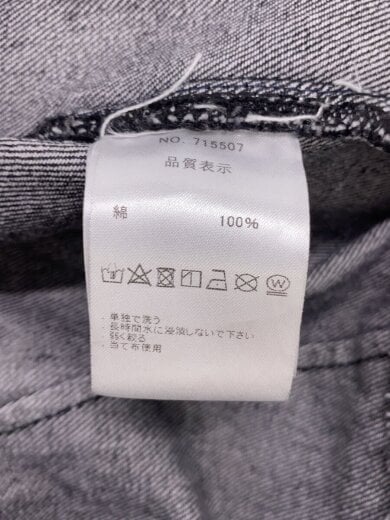 NO. 715507
品質表示
綿 100%
W
- 単独で洗う
- 長時間水に浸漬しないで下さい
- 弱く絞る
- 当て布使用